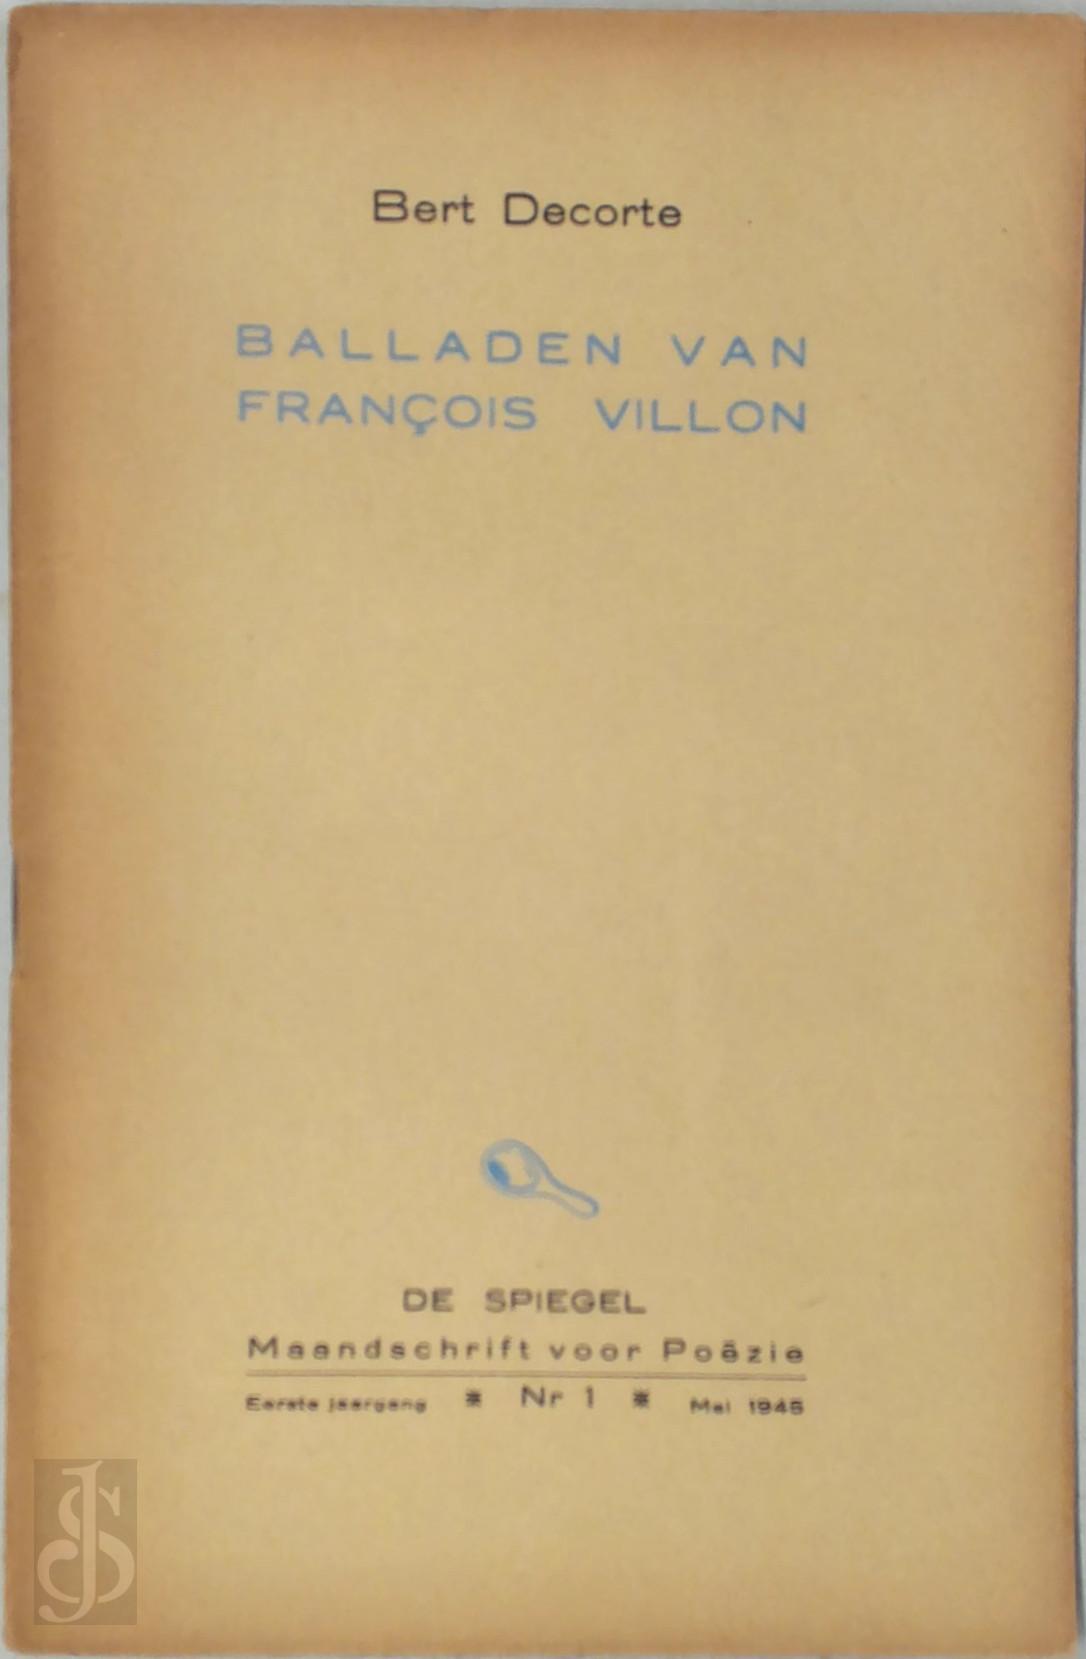 Bert Decorte
BALLADEN VAN
FRANÇOIS VILLON
DE SPIEGEL
Maandschrift voor Poëzie
Eerste jaargang * Nr 1 * Mei 1945